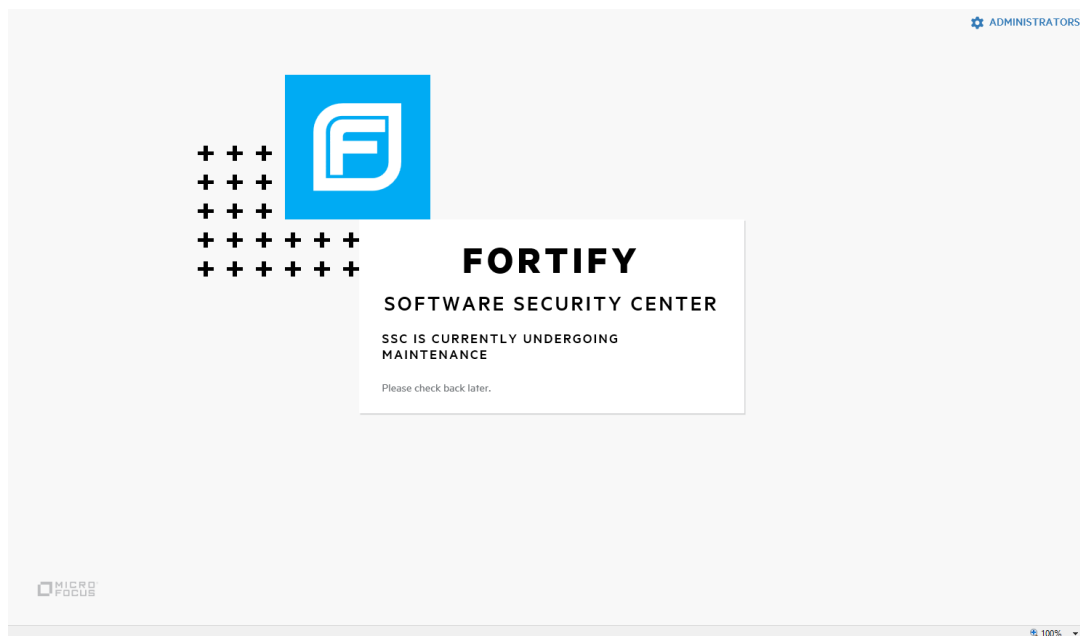 ADMINISTRATORS
FORTIFY
SOFTWARE SECURITY CENTER
SSC IS CURRENTLY UNDERGOING
MAINTENANCE
Please check back later.
MICRO
FOCUS
100%